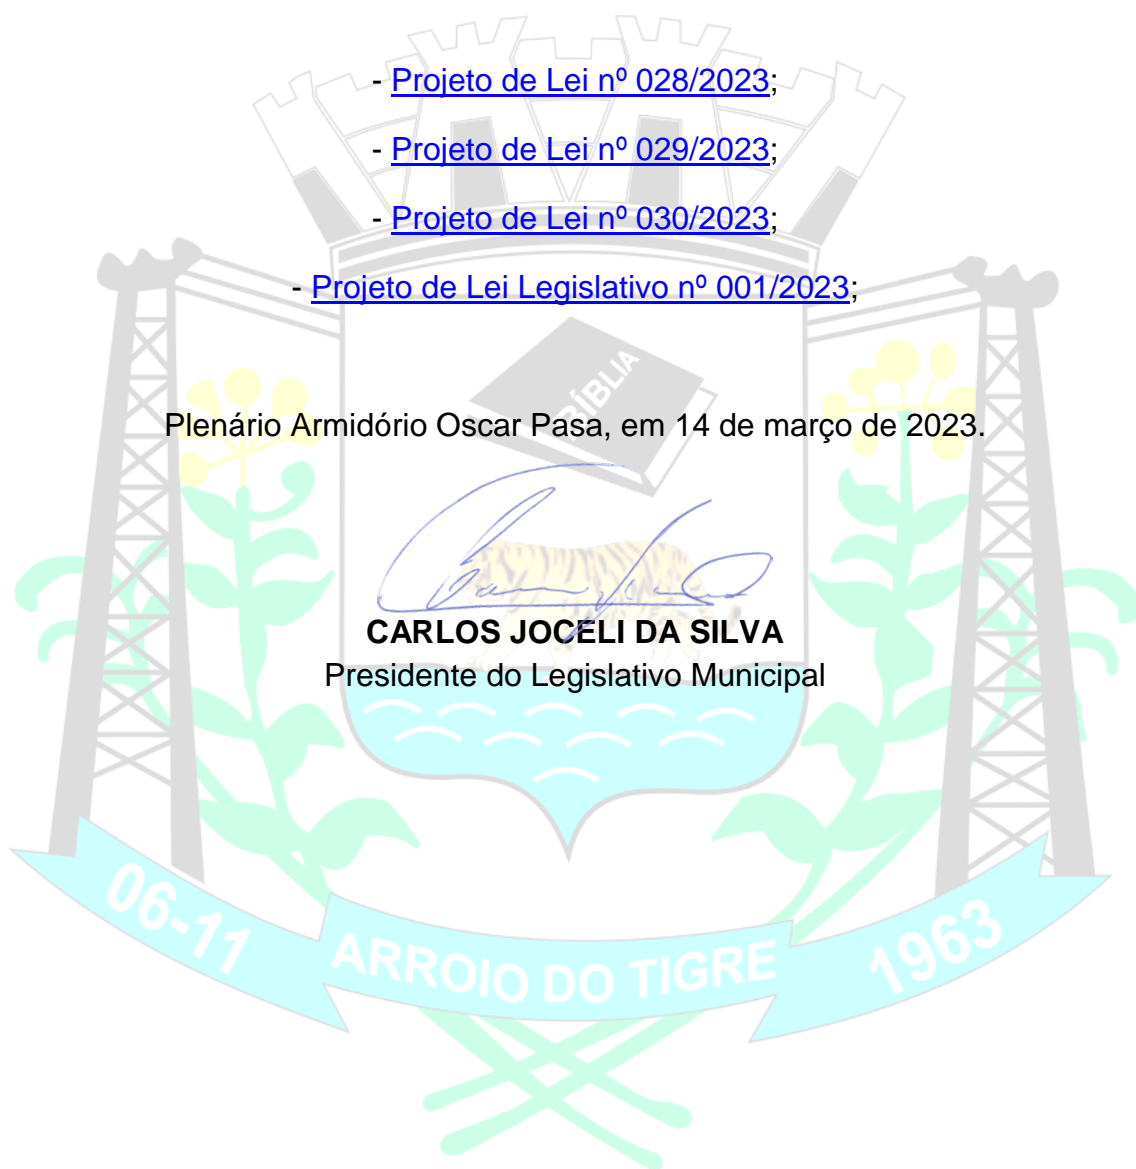 - Projeto de Lei nº 028/2023;
- Projeto de Lei nº 029/2023;
- Projeto de Lei nº 030/2023;
- Projeto de Lei Legislativo nº 001/2023;
BÍBLIA
Plenário Armidório Oscar Pasa, em 14 de março de 2023.
CARLOS JOCELI DA SILVA
Presidente do Legislativo Municipal
06-11 ARROIO DO TIGRE 1963